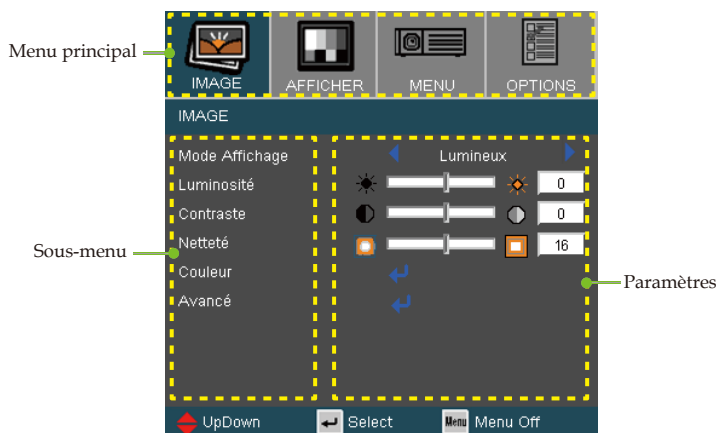 Menu principal
IMAGE AFFICHER MENU OPTIONS
IMAGE
Mode Affichage Lumineux
Luminosité 0
Contraste 0
Netteté 16
Sous-menu
Couleur
Paramètres
Avancé
UpDown Select Menu Menu Off